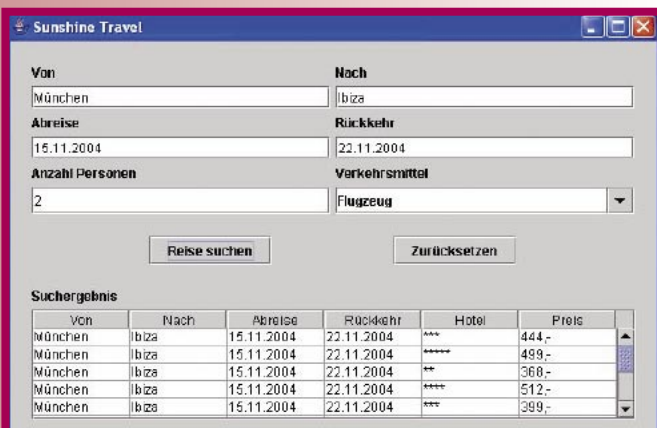 Sunshine Travel
Von Nach
München Ibiza
Abreise Rückkehr
15.11.2004 22.11.2004
Anzahl Personen Verkehrsmittel
2 Flugzeug
Reise suchen Zurücksetzen
Suchergebnis
Von Nach Abreise Rückkehr Hotel Preis
München Ibiza 15.11.2004 22.11.2004 *** 444,-
München Ibiza 15.11.2004 22.11.2004 ***** 499,-
München Ibiza 15.11.2004 22.11.2004 ** 368,-
München Ibiza 15.11.2004 22.11.2004 **** 512,-
München Ibiza 15.11.2004 22.11.2004 *** 399,-